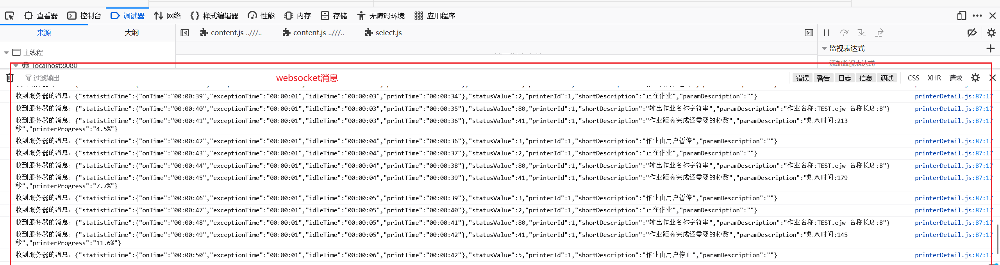 查看器 控制台 调试器 网络 样式编辑器 性能 内存 存储 无障碍环境 应用程序
来源 大纲 content.js ..///.. content.js ..///.. select.js
主线程 监视表达式
localhost:8080 添加监视表达式
过滤输出 websocket消息 错误 警告 日志 信息 调试 CSS XHR 请求
收到服务器的消息: {"statisticTime":{"onTime":"00:00:39","exceptionTime":"00:00:01","idleTime":"00:00:03","printTime":"00:00:34"},"statusValue":2,"printerId":1,"shortDescription":"正在作业","paramDescription":""} printerDetail.js:87:17
收到服务器的消息: {"statisticTime":{"onTime":"00:00:40","exceptionTime":"00:00:01","idleTime":"00:00:03","printTime":"00:00:35"},"statusValue":80,"printerId":1,"shortDescription":"输出作业名称字符串","paramDescription":"作业名称:TEST.ejw 名称长度:8"} printerDetail.js:87:17
收到服务器的消息: {"statisticTime":{"onTime":"00:00:41","exceptionTime":"00:00:01","idleTime":"00:00:03","printTime":"00:00:36"},"statusValue":41,"printerId":1,"shortDescription":"作业距离完成还需要的秒数","paramDescription":"剩余时间:213 printerDetail.js:87:17
秒","printerProgress":"4.5%"}
收到服务器的消息: {"statisticTime":{"onTime":"00:00:42","exceptionTime":"00:00:01","idleTime":"00:00:04","printTime":"00:00:36"},"statusValue":3,"printerId":1,"shortDescription":"作业由用户暂停","paramDescription":""} printerDetail.js:87:17
收到服务器的消息: {"statisticTime":{"onTime":"00:00:43","exceptionTime":"00:00:01","idleTime":"00:00:04","printTime":"00:00:37"},"statusValue":2,"printerId":1,"shortDescription":"正在作业","paramDescription":""} printerDetail.js:87:17
收到服务器的消息: {"statisticTime":{"onTime":"00:00:44","exceptionTime":"00:00:01","idleTime":"00:00:04","printTime":"00:00:38"},"statusValue":80,"printerId":1,"shortDescription":"输出作业名称字符串","paramDescription":"作业名称:TEST.ejw 名称长度:8"} printerDetail.js:87:17
收到服务器的消息: {"statisticTime":{"onTime":"00:00:45","exceptionTime":"00:00:01","idleTime":"00:00:04","printTime":"00:00:39"},"statusValue":41,"printerId":1,"shortDescription":"作业距离完成还需要的秒数","paramDescription":"剩余时间:179 printerDetail.js:87:17
秒","printerProgress":"7.7%"}
收到服务器的消息: {"statisticTime":{"onTime":"00:00:46","exceptionTime":"00:00:01","idleTime":"00:00:05","printTime":"00:00:39"},"statusValue":3,"printerId":1,"shortDescription":"作业由用户暂停","paramDescription":""} printerDetail.js:87:17
收到服务器的消息: {"statisticTime":{"onTime":"00:00:47","exceptionTime":"00:00:01","idleTime":"00:00:05","printTime":"00:00:40"},"statusValue":2,"printerId":1,"shortDescription":"正在作业","paramDescription":""} printerDetail.js:87:17
收到服务器的消息: {"statisticTime":{"onTime":"00:00:48","exceptionTime":"00:00:01","idleTime":"00:00:05","printTime":"00:00:41"},"statusValue":80,"printerId":1,"shortDescription":"输出作业名称字符串","paramDescription":"作业名称:TEST.ejw 名称长度:8"} printerDetail.js:87:17
收到服务器的消息: {"statisticTime":{"onTime":"00:00:49","exceptionTime":"00:00:01","idleTime":"00:00:05","printTime":"00:00:42"},"statusValue":41,"printerId":1,"shortDescription":"作业距离完成还需要的秒数","paramDescription":"剩余时间:145 printerDetail.js:87:17
秒","printerProgress":"11.6%"}
收到服务器的消息: {"statisticTime":{"onTime":"00:00:50","exceptionTime":"00:00:01","idleTime":"00:00:06","printTime":"00:00:42"},"statusValue":5,"printerId":1,"shortDescription":"作业由用户停止","paramDescription":""} printerDetail.js:87:17